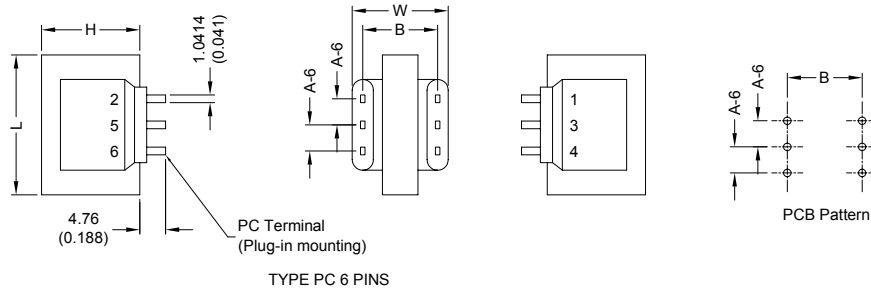 H
L
2
5
6
1.0414
(0.041)
4.76
(0.188)
PC Terminal
(Plug-in mounting)
W
B
A-6
A-6
1
3
4
B
A-6
A-6
PCB Pattern
TYPE PC 6 PINS